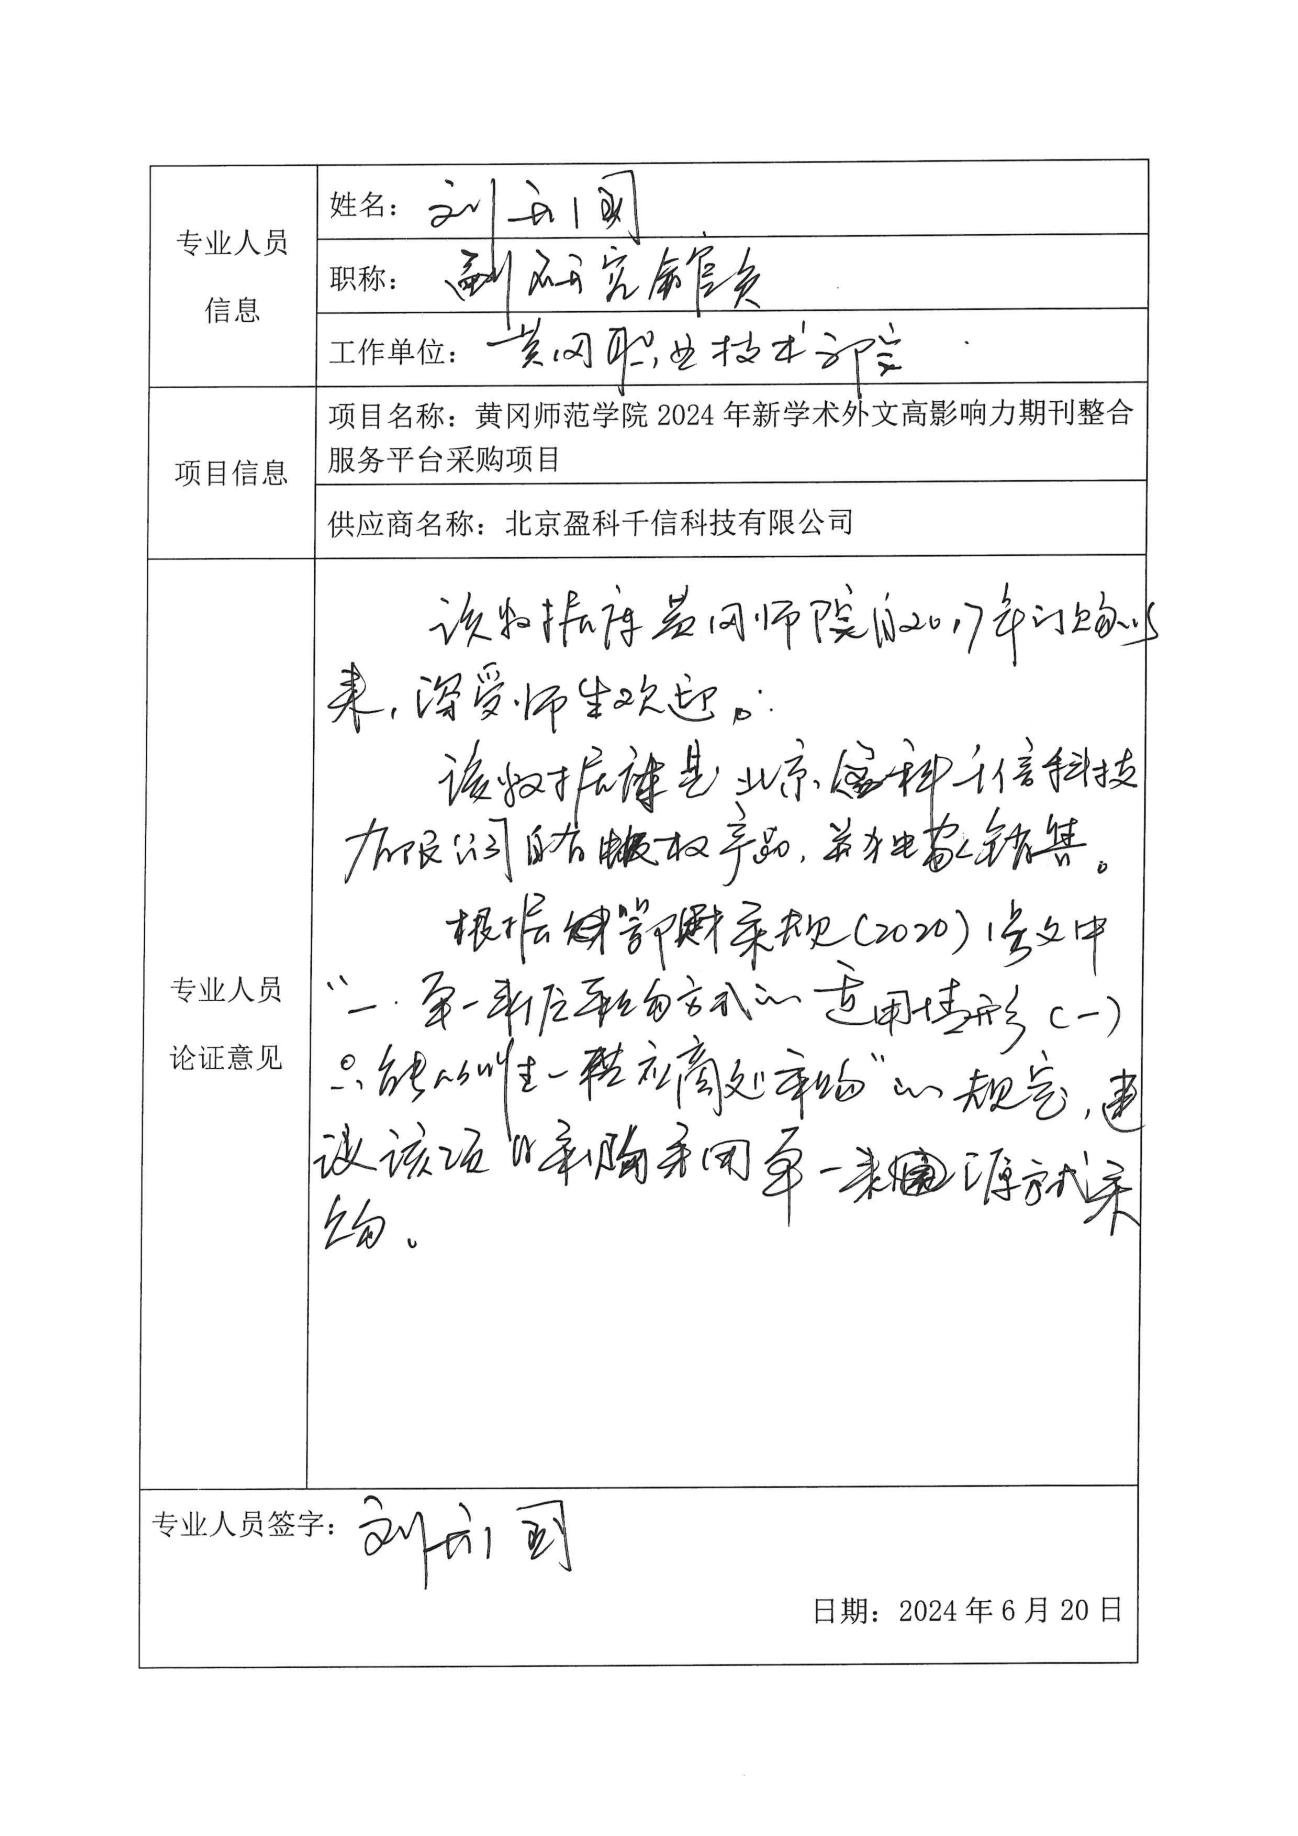 专业人员
信息
姓名：刘 国
职称：副研究馆员
工作单位：黄冈职业技术学院
项目信息
项目名称：黄冈师范学院 2024 年新学术外文高影响力期刊整合
服务平台采购项目
供应商名称：北京盈科千信科技有限公司
专业人员
论证意见
该数据库黄冈师院自2017年订购以
来，深受师生欢迎。
该数据库是北京盈科千信科技
有限公司自有版权产品，并独家销售。
根据鄂财采规（2020）1号文中
“一．单一来源采购方式的适用情形（一）
只能从唯一供应商处采购”的规定，建
议该项目采购采用单一来源方式采
购。
专业人员签字：刘 国
日期：2024 年 6 月 20 日